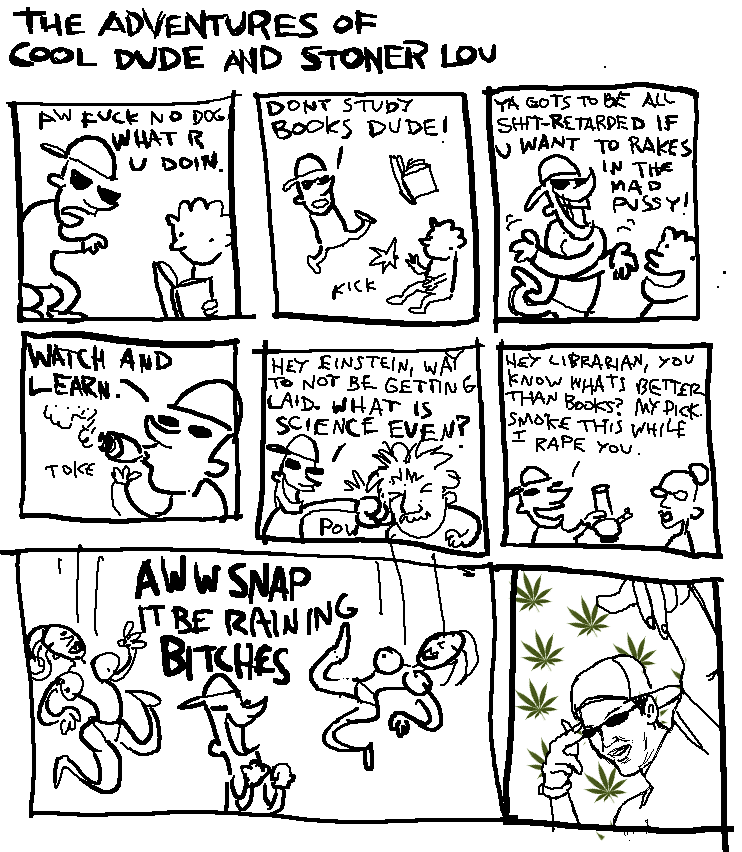 THE ADVENTURES OF
COOL DUDE AND STONER LOU
AW FUCK NO DOG
WHAT R
U DOIN.
DONT STUDY
BOOKS DUDE!
KICK
YA GOTS TO BE ALL
SHIT-RETARDED IF
U WANT TO RAKES
IN THE
MAD
PUSSY!
WATCH AND
LEARN.
TOKE
HEY EINSTEIN, WAY
TO NOT BE GETTING
LAID. WHAT IS
SCIENCE EVEN?
POW
HEY LIBRARIAN, YOU
KNOW WHATS BETTER
THAN BOOKS? MY DICK.
SMOKE THIS WHILE
I RAPE YOU.
AWW SNAP
IT BE RAINING
BITCHES